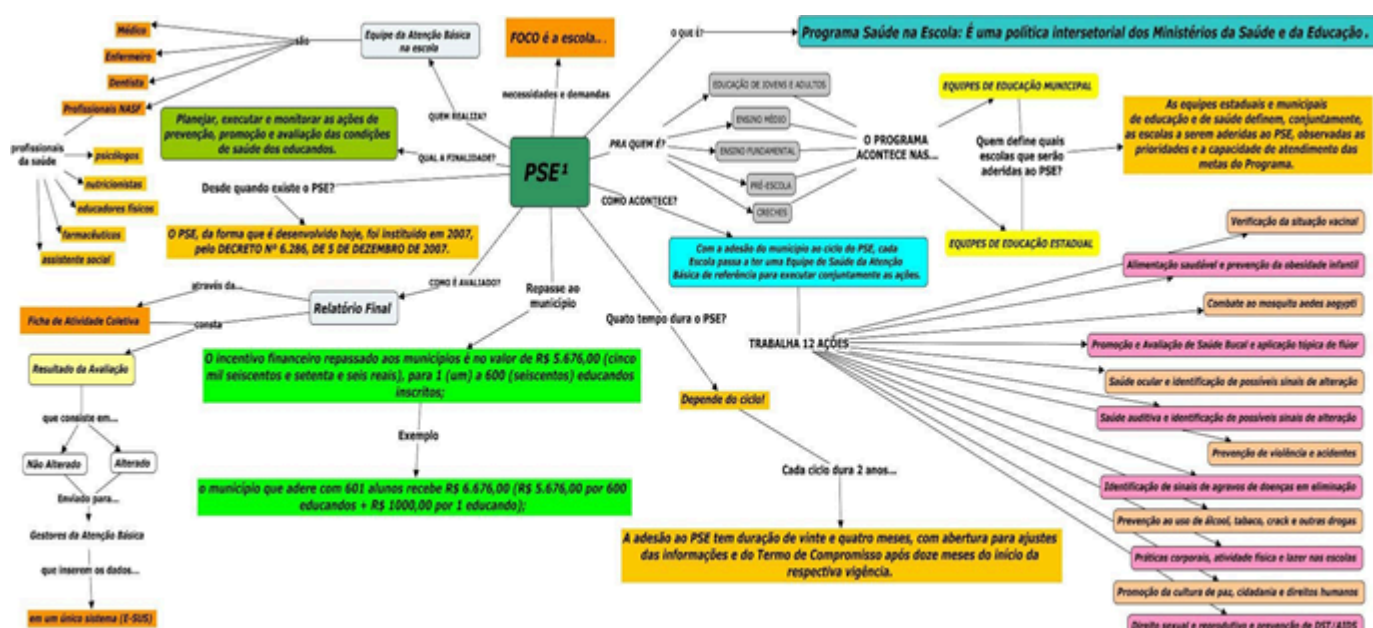 Médico
Enfermeiro
Dentista
Profissionais NASF
são
Equipe da Atenção Básica
na escola
QUEM REALIZA?
profissionais
da saúde
psicólogos
nutricionistas
educadores físicos
farmacêuticos
assistente social
FOCO é a escola...
necessidades e demandas
O QUE É?
Programa Saúde na Escola: É uma política intersetorial dos Ministérios da Saúde e da Educação.
Planejar, executar e monitorar as ações de
prevenção, promoção e avaliação das condições
de saúde dos educandos.
QUAL A FINALIDADE?
PSE¹
PRA QUEM É?
EDUCAÇÃO DE JOVENS E ADULTOS
ENSINO MÉDIO
ENSINO FUNDAMENTAL
PRÉ-ESCOLA
CRECHES
O PROGRAMA
ACONTECE NAS...
EQUIPES DE EDUCAÇÃO MUNICIPAL
Quem define quais
escolas que serão
aderidas ao PSE?
EQUIPES DE EDUCAÇÃO ESTADUAL
As equipes estaduais e municipais
de educação e de saúde definem, conjuntamente,
as escolas a serem aderidas ao PSE, observadas as
prioridades e a capacidade de atendimento das
metas do Programa.
Desde quando existe o PSE?
O PSE, da forma que é desenvolvido hoje, foi instituído em 2007,
pelo DECRETO Nº 6.286, DE 5 DE DEZEMBRO DE 2007.
COMO ACONTECE?
Com a adesão do município ao ciclo do PSE, cada
Escola passa a ter uma Equipe de Saúde da Atenção
Básica de referência para executar conjuntamente as ações.
TRABALHA 12 AÇÕES
Verificação da situação vacinal
Alimentação saudável e prevenção da obesidade infantil
Combate ao mosquito aedes aegypti
Promoção e Avaliação de Saúde Bucal e aplicação tópica de flúor
Saúde ocular e identificação de possíveis sinais de alteração
Saúde auditiva e identificação de possíveis sinais de alteração
Prevenção de violência e acidentes
Identificação de sinais de agravos de doenças em eliminação
Prevenção ao uso de álcool, tabaco, crack e outras drogas
Práticas corporais, atividade física e lazer nas escolas
Promoção da cultura de paz, cidadania e direitos humanos
Direito sexual e reprodutivo e prevenção de DST/AIDS
COMO É AVALIADO?
Relatório Final
através da...
Ficha de Atividade Coletiva
consta
Resultado da Avaliação
que consiste em...
Não Alterado
Alterado
Enviado para...
Gestores da Atenção Básica
que inserem os dados...
em um único sistema (E-SUS)
Repasse ao
município
O incentivo financeiro repassado aos municípios é no valor de R$ 5.676,00 (cinco
mil seiscentos e setenta e seis reais), para 1 (um) a 600 (seiscentos) educandos
inscritos;
Exemplo
o município que adere com 601 alunos recebe R$ 6.676,00 (R$ 5.676,00 por 600
educandos + R$ 1000,00 por 1 educando);
Quato tempo dura o PSE?
Depende do ciclo!
Cada ciclo dura 2 anos...
A adesão ao PSE tem duração de vinte e quatro meses, com abertura para ajustes
das informações e do Termo de Compromisso após doze meses do início da
respectiva vigência.